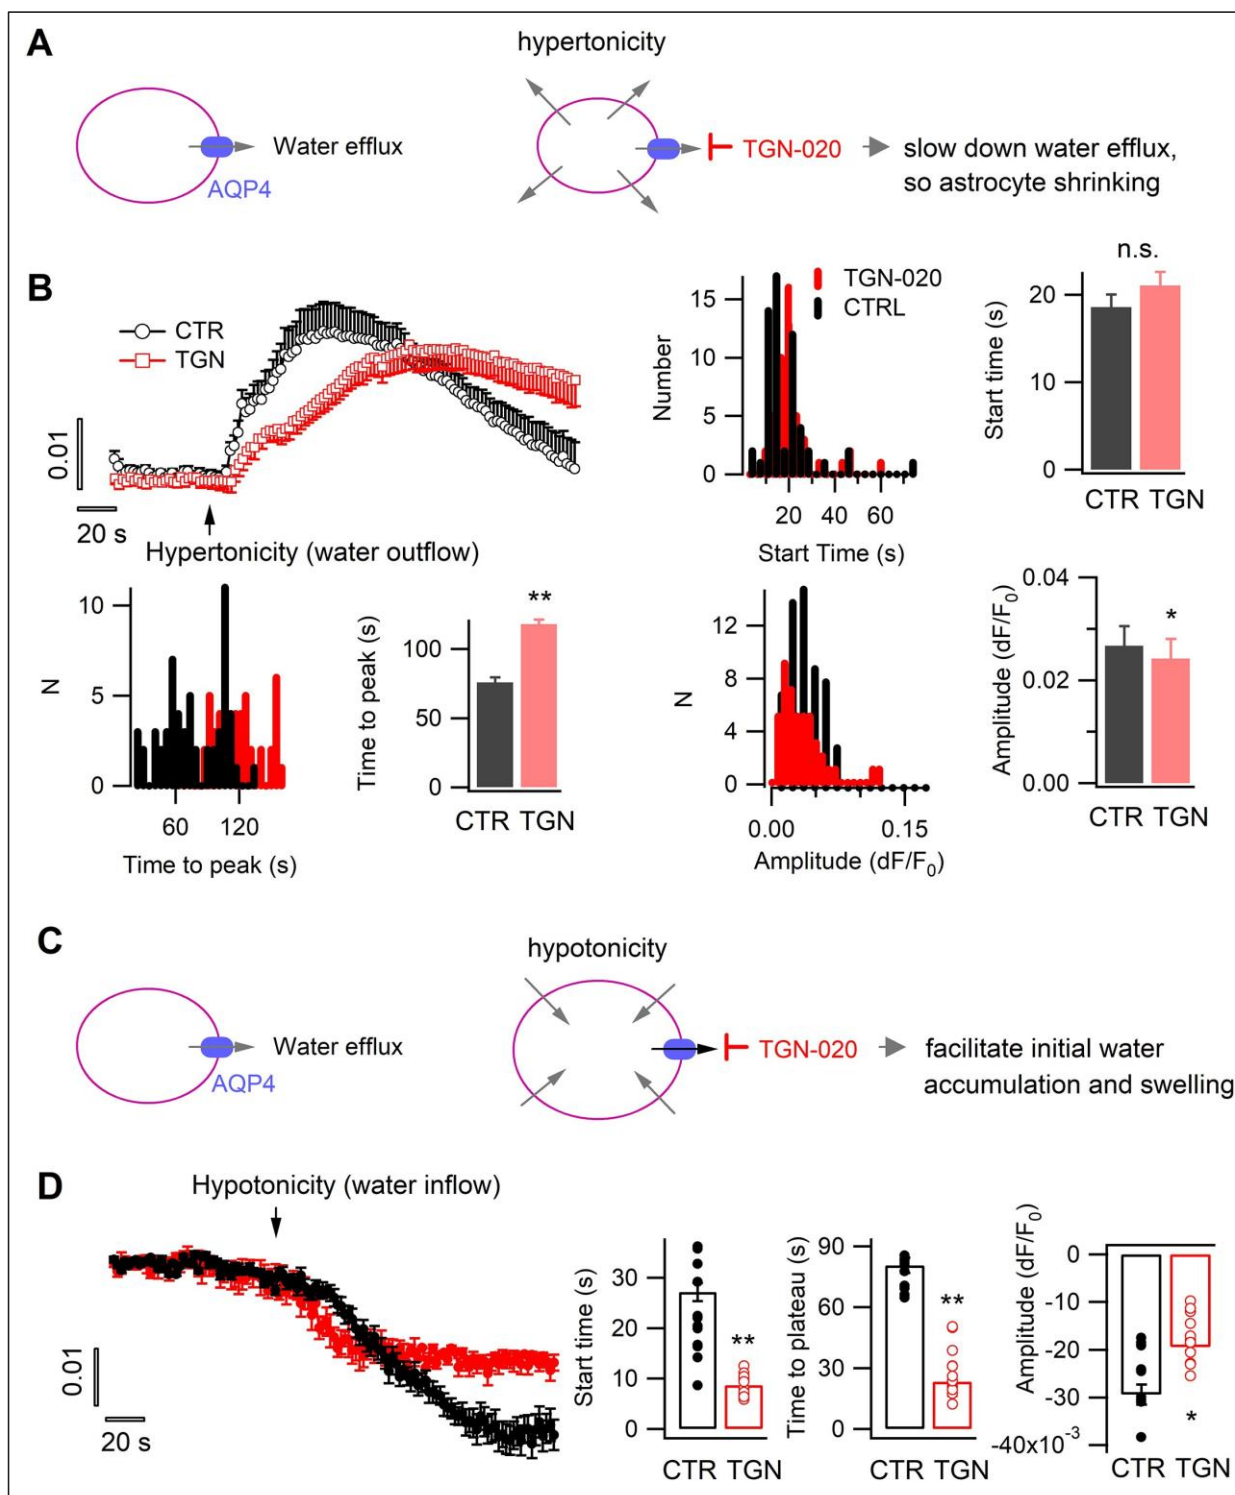 A
hypertonicity
Water efflux
AQP4
TGN-020
slow down water efflux,
so astrocyte shrinking
B
CTR
TGN
0.01
20 s
Hypertonicity (water outflow)
TGN-020
CTRL
Number
15
10
5
0
20 40 60
Start Time (s)
n.s.
Start time (s)
20
10
0
CTR TGN
N
10
5
0
60 120
Time to peak (s)
Time to peak (s)
**
100
50
0
CTR TGN
N
12
8
4
0
0.00 0.15
Amplitude (dF/F₀)
Amplitude (dF/F₀)
0.04
*
0.02
0.00
CTR TGN
C
hypotonicity
Water efflux
AQP4
TGN-020
facilitate initial water
accumulation and swelling
D
Hypotonicity (water inflow)
0.01
20 s
Start time (s)
30
20
10
0
**
CTR TGN
Time to plateau (s)
90
60
30
0
**
CTR TGN
Amplitude (dF/F₀)
0
-10
-20
-30
-40x10⁻³
*
CTR TGN